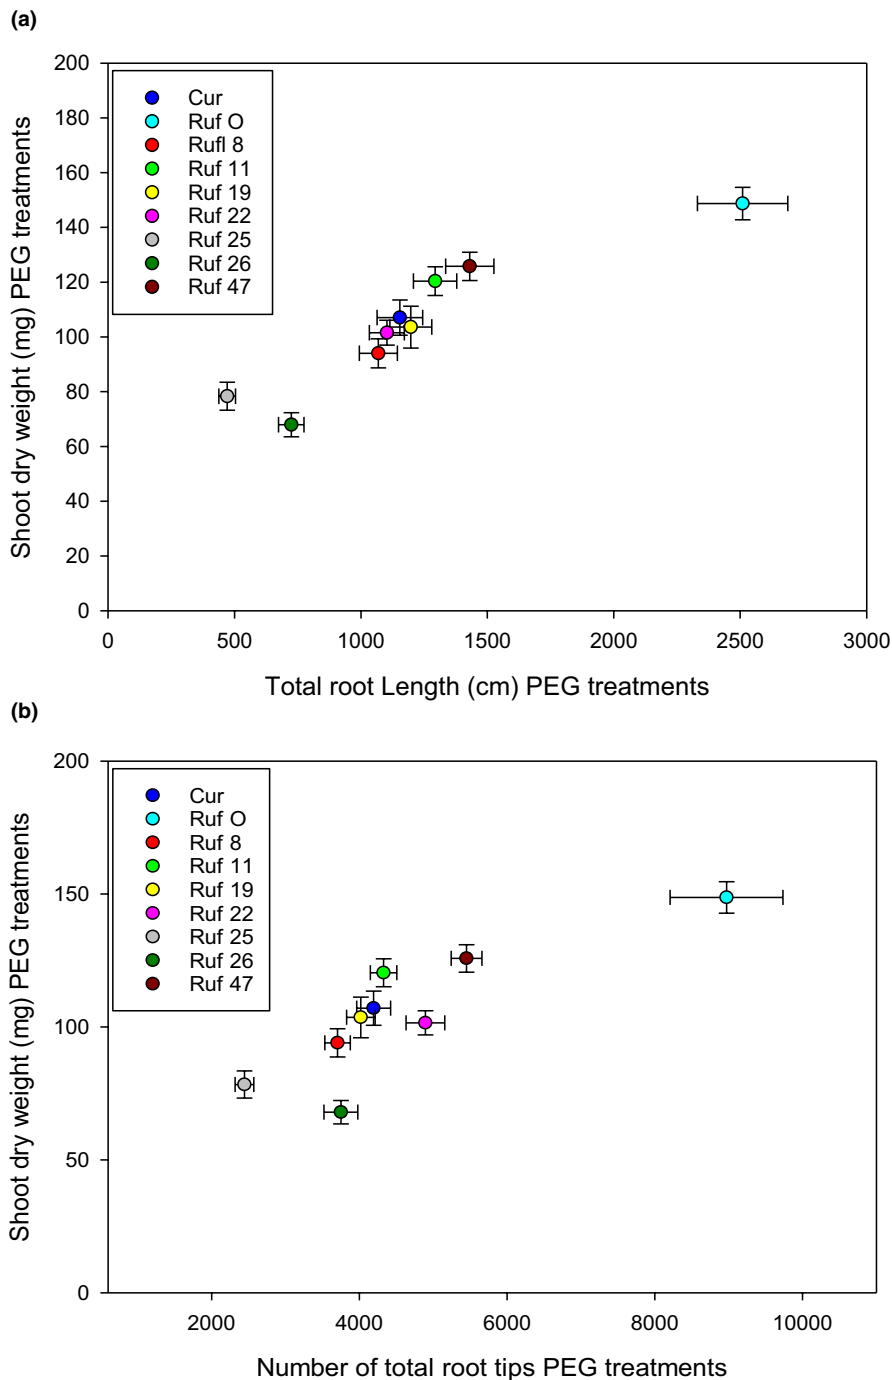 (a)
200
180
160
140
120
100
80
60
40
20
0
Shoot dry weight (mg) PEG treatments
Cur
Ruf O
Rufl 8
Ruf 11
Ruf 19
Ruf 22
Ruf 25
Ruf 26
Ruf 47
0 500 1000 1500 2000 2500 3000
Total root Length (cm) PEG treatments
(b)
200
150
100
50
0
Shoot dry weight (mg) PEG treatments
Cur
Ruf O
Ruf 8
Ruf 11
Ruf 19
Ruf 22
Ruf 25
Ruf 26
Ruf 47
2000 4000 6000 8000 10000
Number of total root tips PEG treatments